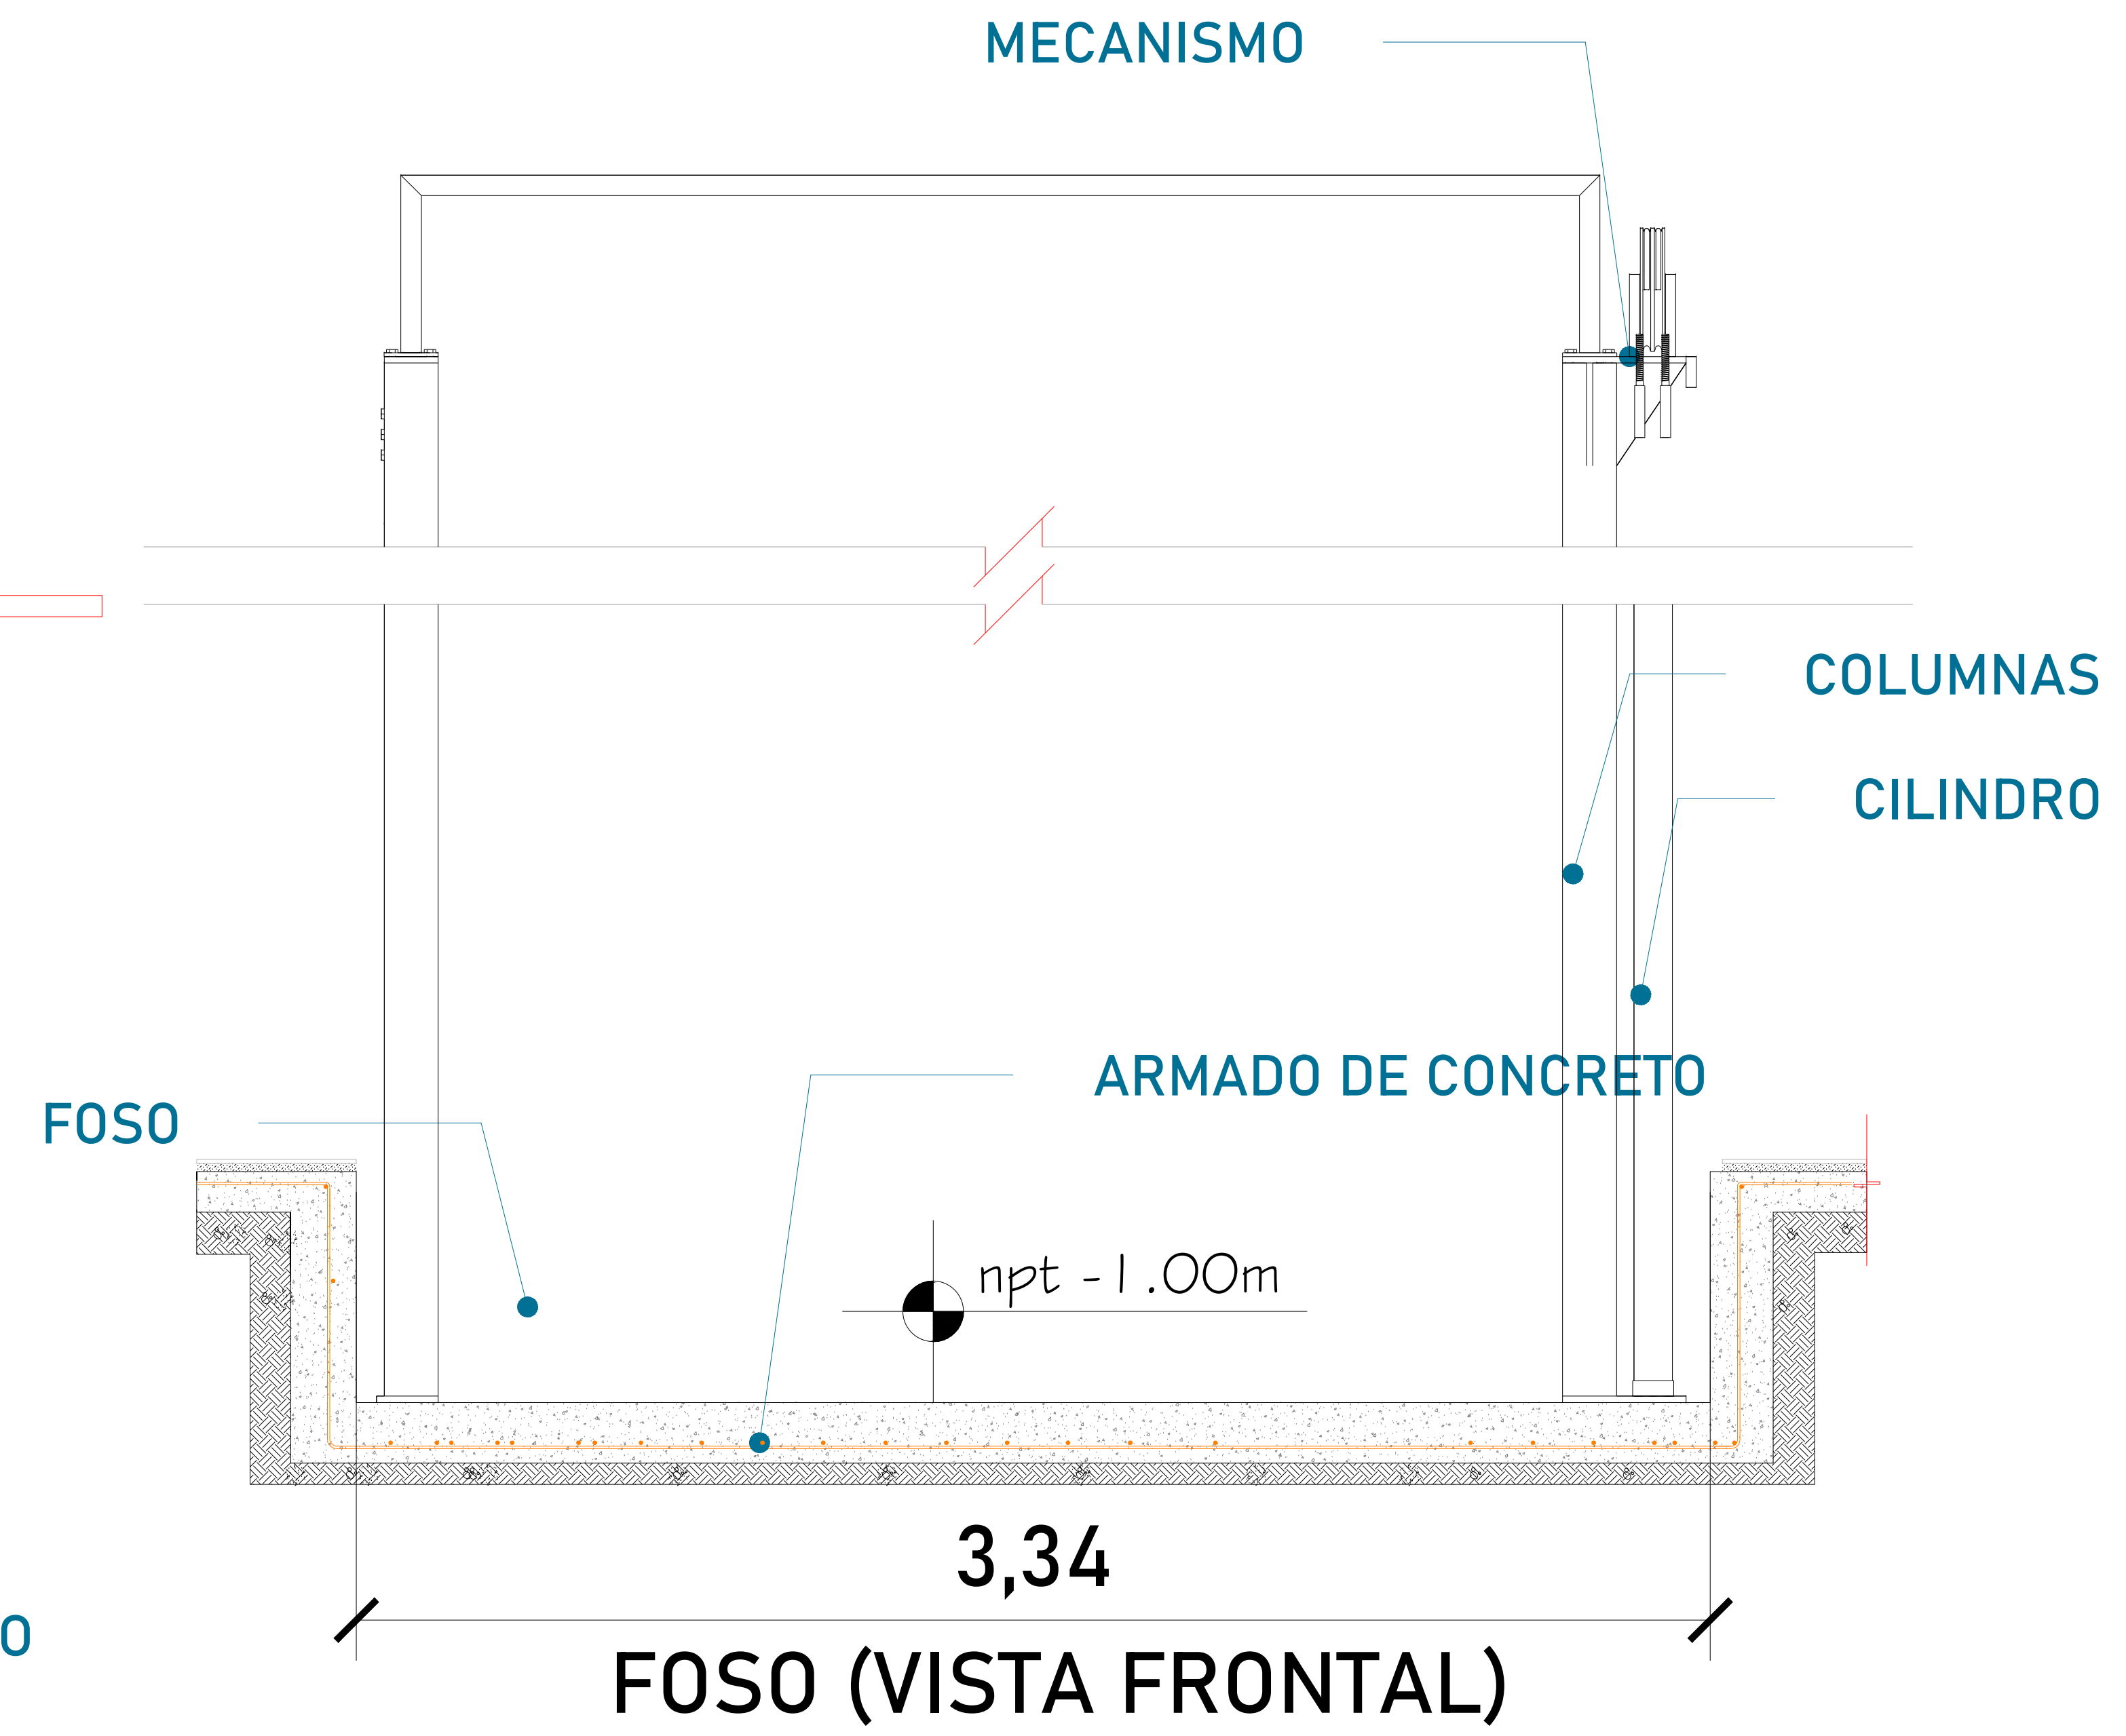 MECANISMO
COLUMNAS
CILINDRO
ARMADO DE CONCRETO
FOSO
npt -1.00m
3,34
O
FOSO (VISTA FRONTAL)